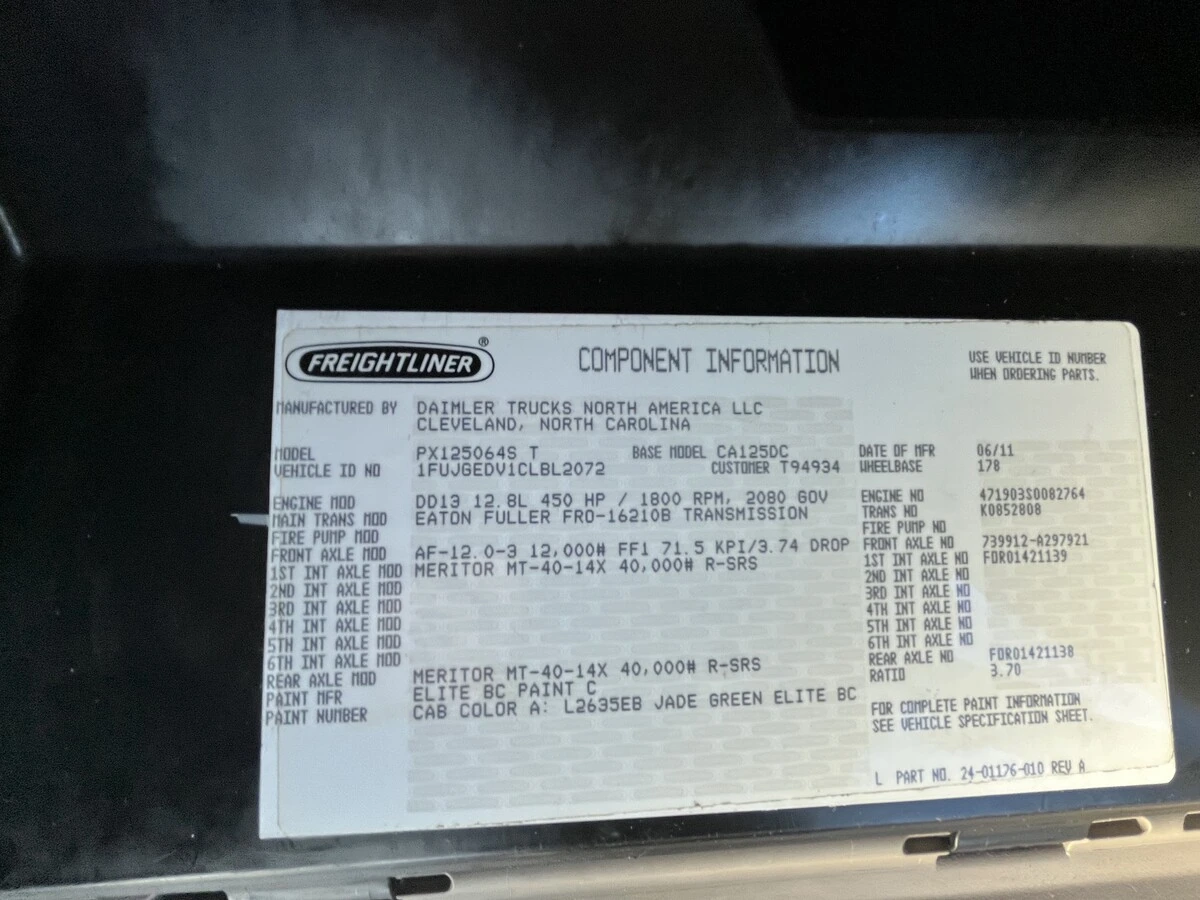 FREIGHTLINER®
COMPONENT INFORMATION
USE VEHICLE ID NUMBER
WHEN ORDERING PARTS.
MANUFACTURED BY DAIMLER TRUCKS NORTH AMERICA LLC
CLEVELAND, NORTH CAROLINA
MODEL PX125064S T BASE MODEL CA125DC DATE OF MFR 06/11
VEHICLE ID NO 1FUJGEDV1CLBL2072 CUSTOMER T94934 WHEELBASE 178
ENGINE MOD DD13 12.8L 450 HP / 1800 RPM, 2080 GOV ENGINE NO 471903S0082764
MAIN TRANS MOD EATON FULLER FRO-16210B TRANSMISSION TRANS NO K0852808
FIRE PUMP MOD FIRE PUMP NO
FRONT AXLE MOD AF-12.0-3 12,000# FF1 71.5 KPI/3.74 DROP FRONT AXLE NO 739912-A297921
1ST INT AXLE MOD MERITOR MT-40-14X 40,000# R-SRS 1ST INT AXLE NO FDR01421139
2ND INT AXLE MOD 2ND INT AXLE NO
3RD INT AXLE MOD 3RD INT AXLE NO
4TH INT AXLE MOD 4TH INT AXLE NO
5TH INT AXLE MOD 5TH INT AXLE NO
6TH INT AXLE MOD 6TH INT AXLE NO
REAR AXLE MOD MERITOR MT-40-14X 40,000# R-SRS REAR AXLE NO FDR01421138
PAINT MFR ELITE BC PAINT C RATIO 3.70
PAINT NUMBER CAB COLOR A: L2635EB JADE GREEN ELITE BC
FOR COMPLETE PAINT INFORMATION
SEE VEHICLE SPECIFICATION SHEET.
L PART NO. 24-01176-010 REV A